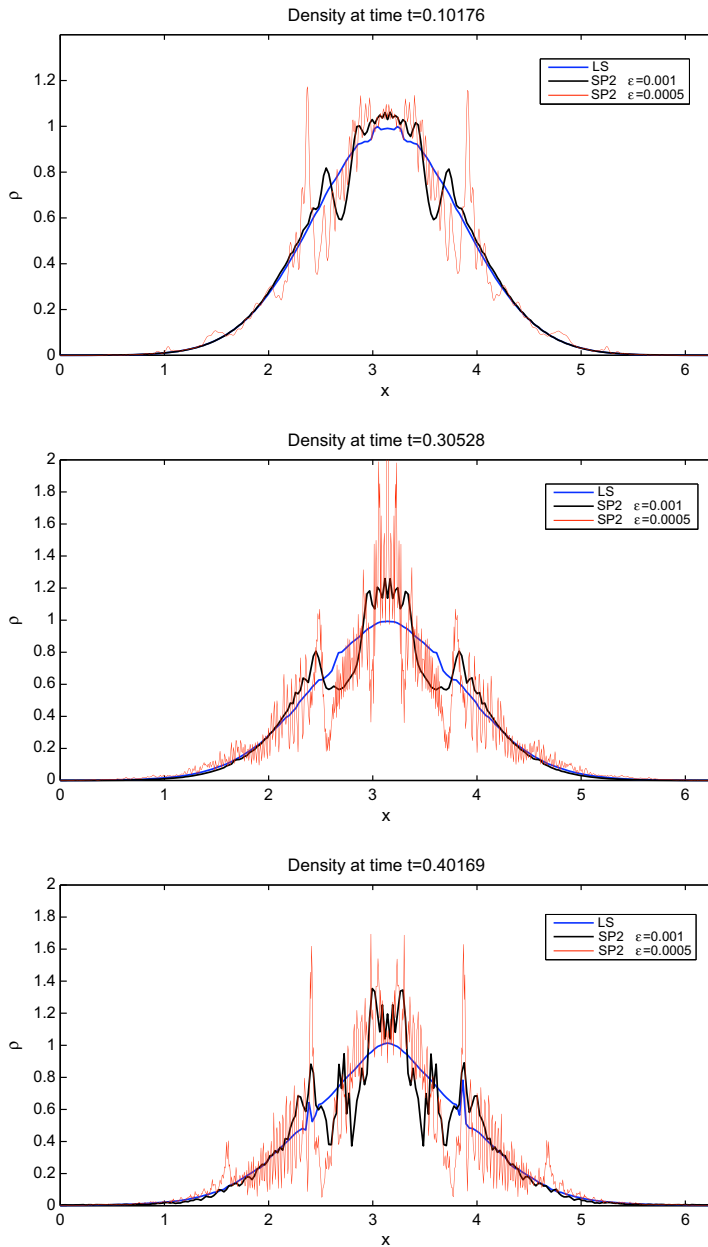 Density at time t=0.10176
LS
SP2 ε=0.001
SP2 ε=0.0005
1.2
1
0.8
0.6
0.4
0.2
0
ρ
0 1 2 3 4 5 6
x
Density at time t=0.30528
LS
SP2 ε=0.001
SP2 ε=0.0005
2
1.8
1.6
1.4
1.2
1
0.8
0.6
0.4
0.2
0
ρ
0 1 2 3 4 5 6
x
Density at time t=0.40169
LS
SP2 ε=0.001
SP2 ε=0.0005
2
1.8
1.6
1.4
1.2
1
0.8
0.6
0.4
0.2
0
ρ
0 1 2 3 4 5 6
x